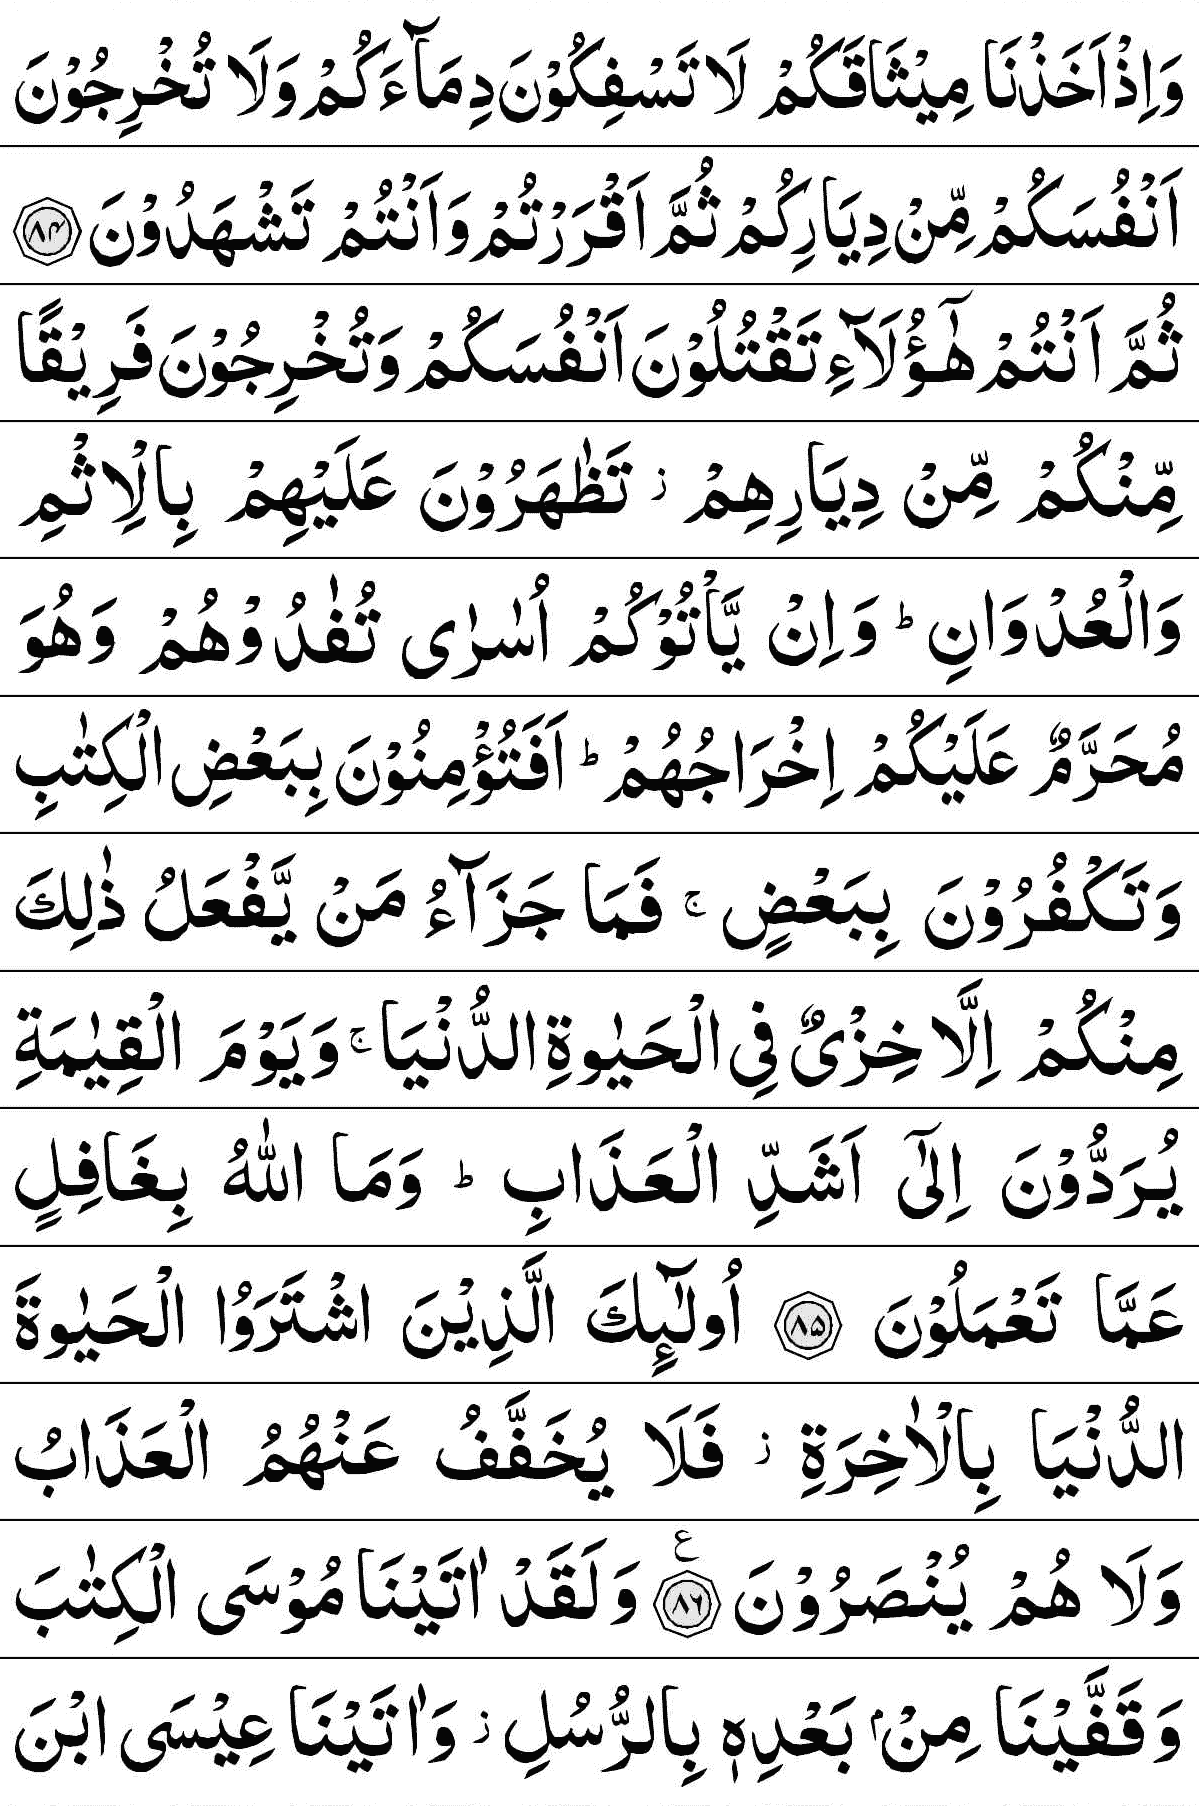 وَاِذْ اَخَذْنَا مِیْثَاقَكُمْ لَا تَسْفِكُوْنَ دِمَآءَكُمْ وَلَا تُخْرِجُوْنَ
اَنْفُسَكُمْ مِّنْ دِیَارِكُمْ ثُمَّ اَقْرَرْتُمْ وَاَنْتُمْ تَشْهَدُوْنَ ۸۴
ثُمَّ اَنْتُمْ هٰۤؤُلَآءِ تَقْتُلُوْنَ اَنْفُسَكُمْ وَتُخْرِجُوْنَ فَرِیْقًا
مِّنْكُمْ مِّنْ دِیَارِهِمْ ز تَظٰهَرُوْنَ عَلَیْهِمْ بِالْاِثْمِ
وَالْعُدْوَانِ ؕ وَاِنْ یَّاْتُوْكُمْ اُسٰرٰی تُفٰدُوْهُمْ وَهُوَ
مُحَرَّمٌ عَلَیْكُمْ اِخْرَاجُهُمْ ؕ اَفَتُؤْمِنُوْنَ بِبَعْضِ الْكِتٰبِ
وَتَكْفُرُوْنَ بِبَعْضٍ ۚ فَمَا جَزَآءُ مَنْ یَّفْعَلُ ذٰلِكَ
مِنْكُمْ اِلَّا خِزْیٌ فِی الْحَیٰوةِ الدُّنْیَا ۚ وَیَوْمَ الْقِیٰمَةِ
یُرَدُّوْنَ اِلٰۤی اَشَدِّ الْعَذَابِ ؕ وَمَا اللّٰهُ بِغَافِلٍ
عَمَّا تَعْمَلُوْنَ ۸۵ اُولٰٓئِكَ الَّذِیْنَ اشْتَرَوُا الْحَیٰوةَ
الدُّنْیَا بِالْاٰخِرَةِ ز فَلَا یُخَفَّفُ عَنْهُمُ الْعَذَابُ
وَلَا هُمْ یُنْصَرُوْنَ ۸۶ ع وَلَقَدْ اٰتَیْنَا مُوْسَی الْكِتٰبَ
وَقَفَّیْنَا مِنْۢ بَعْدِهٖ بِالرُّسُلِ ز وَاٰتَیْنَا عِیْسَی ابْنَ